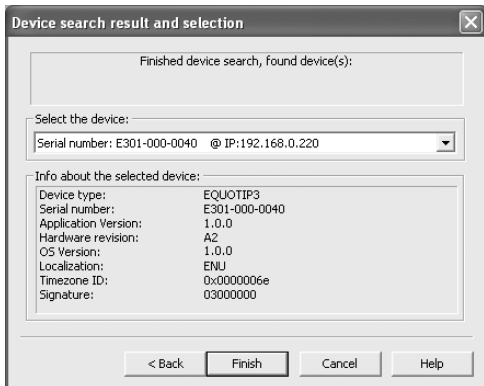 Device search result and selection
Finished device search, found device(s):
Select the device:
Serial number: E301-000-0040 @ IP:192.168.0.220
Info about the selected device:
Device type: EQUOTIP3
Serial number: E301-000-0040
Application Version: 1.0.0
Hardware revision: A2
OS Version: 1.0.0
Localization: ENU
Timezone ID: 0x0000006e
Signature: 03000000
< Back Finish Cancel Help